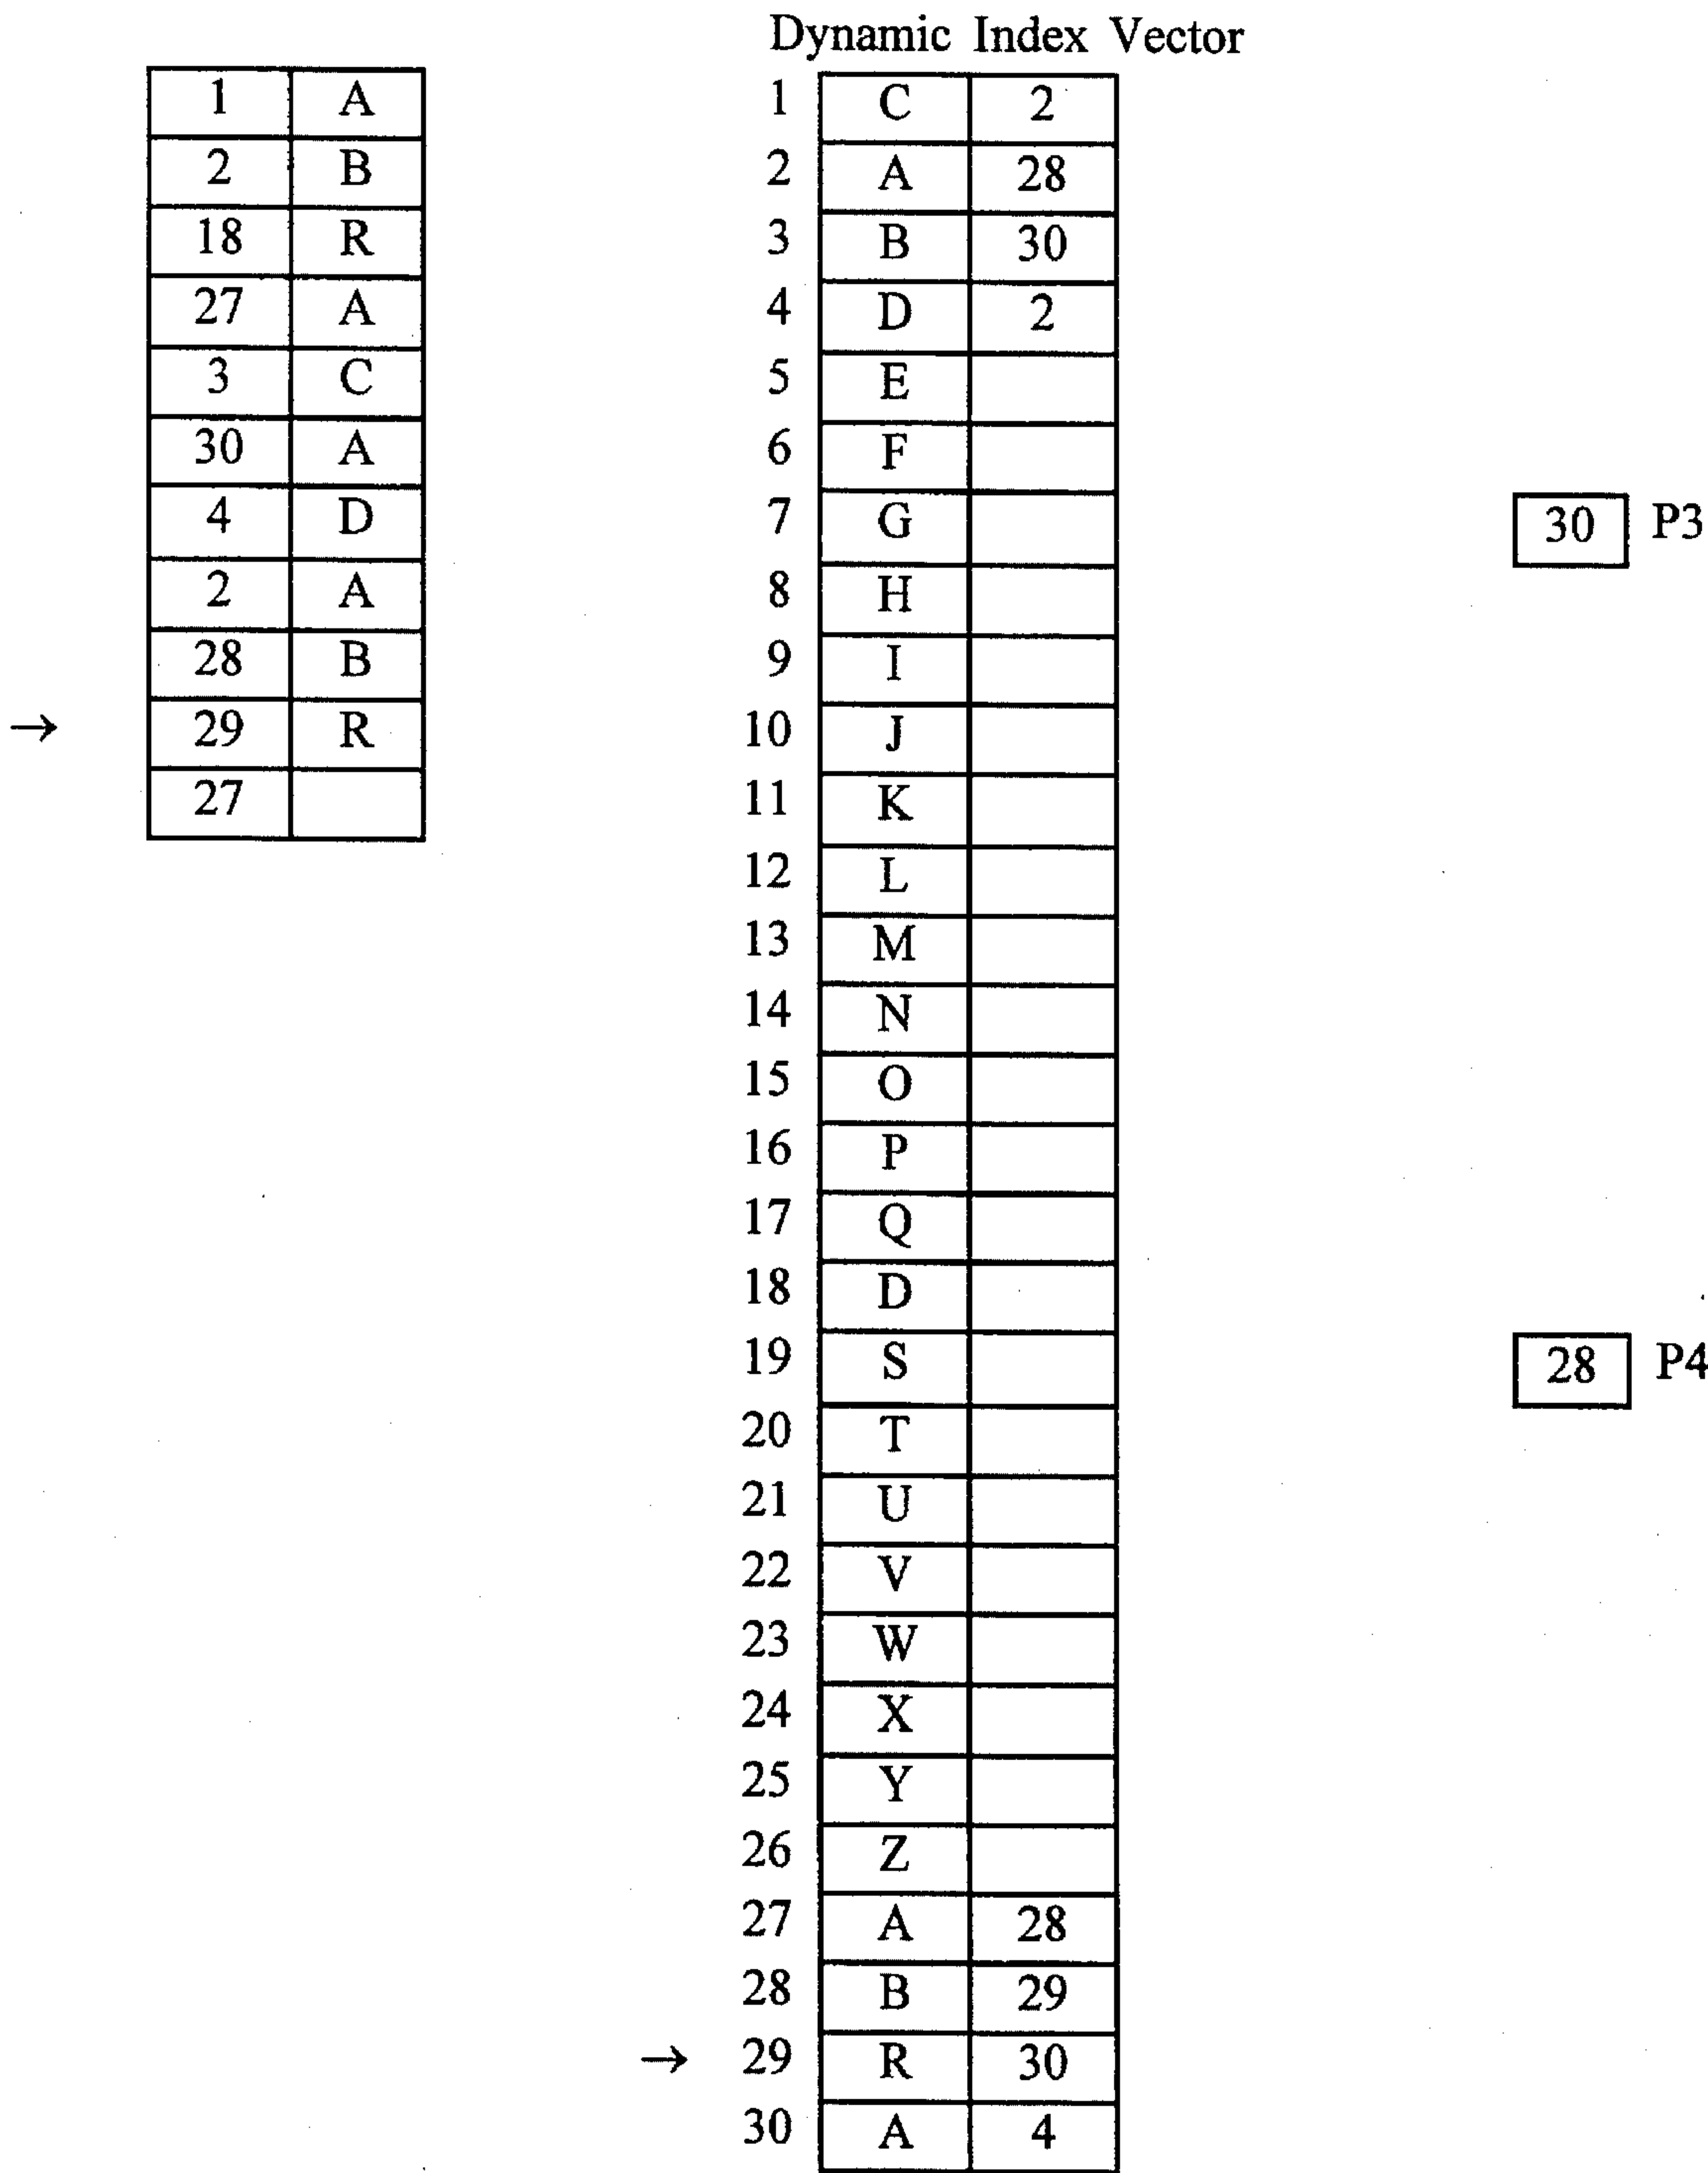 Dynamic Index Vector
1 A
2 B
18 R
27 A
3 C
30 A
4 D
2 A
28 B
→ 29 R
27
1 C 2
2 A 28
3 B 30
4 D 2
5 E
6 F
7 G
8 H
9 I
10 J
11 K
12 L
13 M
14 N
15 O
16 P
17 Q
18 D
19 S
20 T
21 U
22 V
23 W
24 X
25 Y
26 Z
27 A 28
28 B 29
→ 29 R 30
30 A 4
30 P3
28 P4